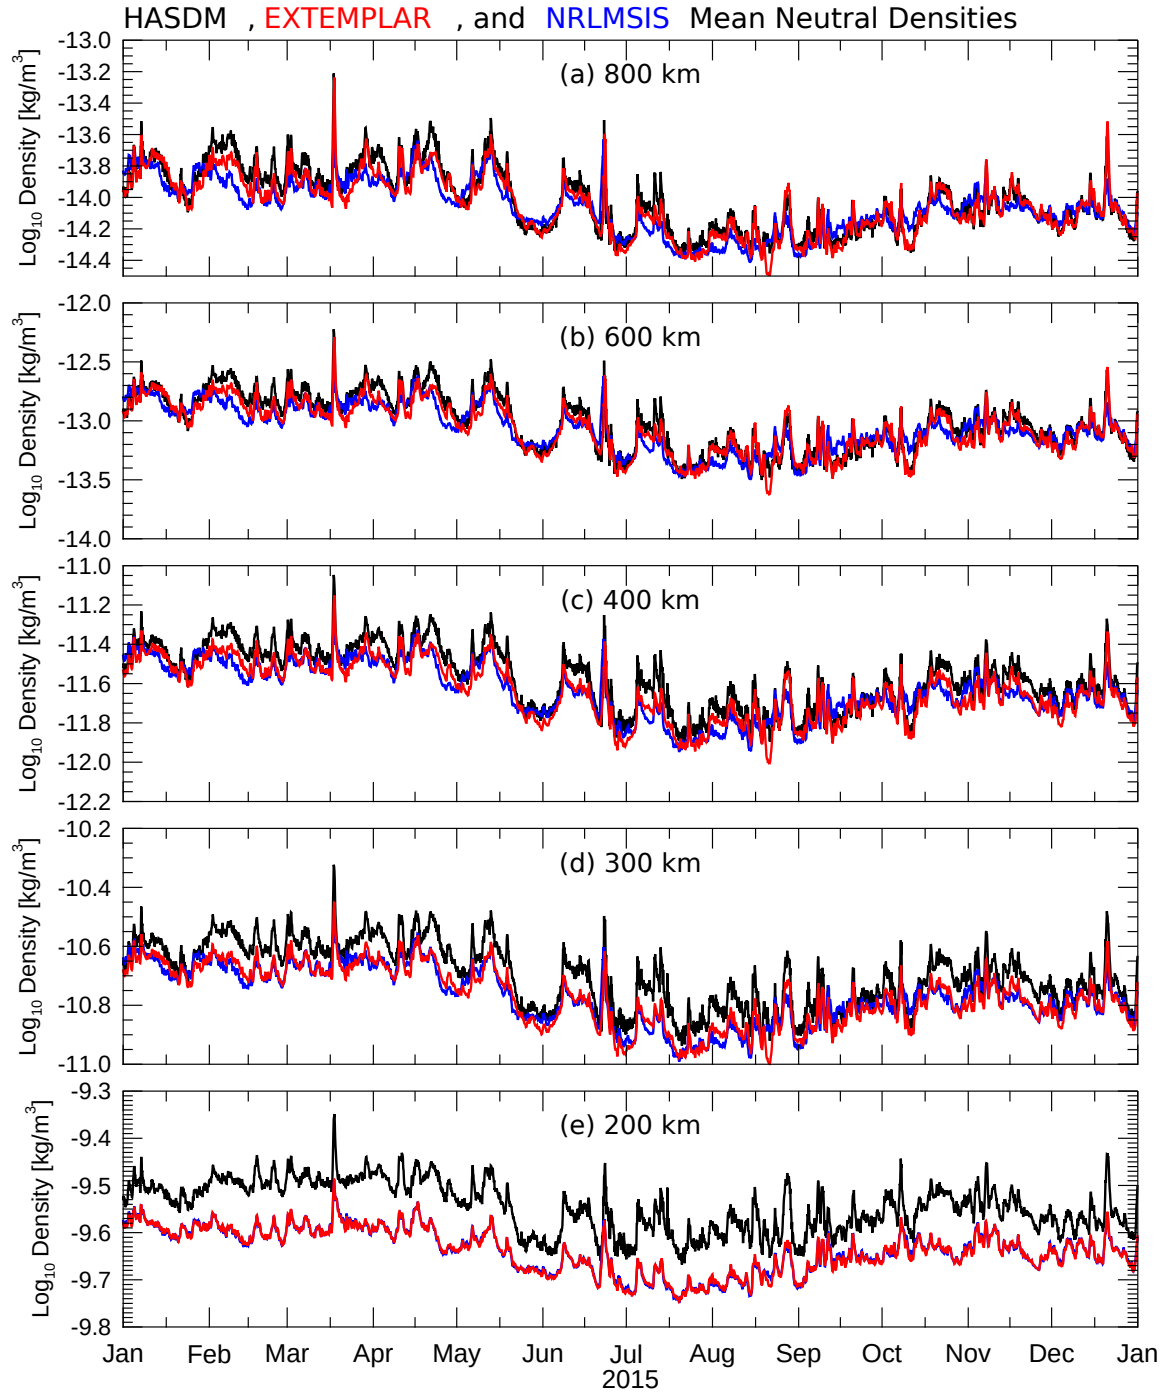 HASDM , EXTEMPLAR , and NRLMSIS Mean Neutral Densities
(a) 800 km
Log10 Density [kg/m3]
-13.0
-13.2
-13.4
-13.6
-13.8
-14.0
-14.2
-14.4
(b) 600 km
Log10 Density [kg/m3]
-12.0
-12.5
-13.0
-13.5
-14.0
(c) 400 km
Log10 Density [kg/m3]
-11.0
-11.2
-11.4
-11.6
-11.8
-12.0
-12.2
(d) 300 km
Log10 Density [kg/m3]
-10.2
-10.4
-10.6
-10.8
-11.0
(e) 200 km
Log10 Density [kg/m3]
-9.3
-9.4
-9.5
-9.6
-9.7
-9.8
Jan Feb Mar Apr May Jun Jul Aug Sep Oct Nov Dec Jan
2015